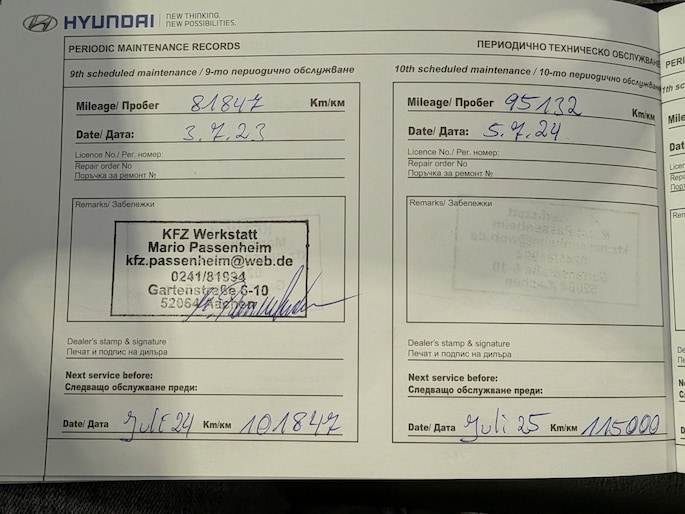 HYUNDAI NEW THINKING.
NEW POSSIBILITIES.
PERIODIC MAINTENANCE RECORDS
9th scheduled maintenance / 9-то периодично обслужване
Mileage/ Пробег 81847 Km/км
Date/ Дата: 3.7.23
Licence No./ Рег. номер:
Repair order No
Поръчка за ремонт №
Remarks/ Забележки
KFZ Werkstatt
Mario Passenheim
kfz.passenheim@web.de
0241/81994
Gartenstraße 6-10
52064 Aachen
Dealer's stamp & signature
Печат и подпис на дилъра
Next service before:
Следващо обслужване преди:
Date/ Дата Juli 24 Km/км 101847
ПЕРИОДИЧНО ТЕХНИЧЕСКО ОБСЛУЖВАНЕ
10th scheduled maintenance / 10-то периодично обслужване
Mileage/ Пробег 95132 Km/км
Date/ Дата: 5.7.24
Licence No./ Рег. номер:
Repair order No
Поръчка за ремонт №
Remarks/ Забележки
Dealer's stamp & signature
Печат и подпис на дилъра
Next service before:
Следващо обслужване преди:
Date/ Дата Juli 25 Km/км 115000